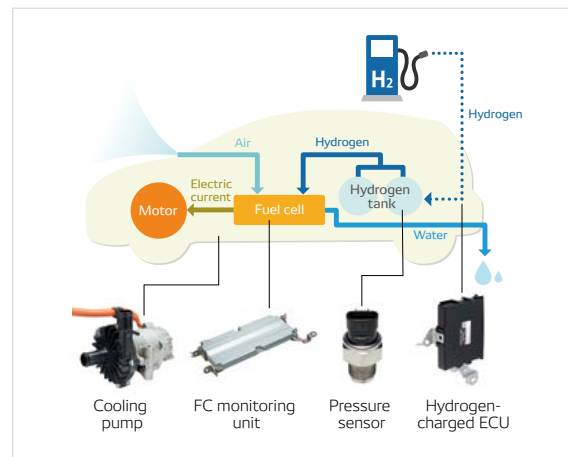 H2
Hydrogen
Air
Hydrogen
Electric
current
Motor
Fuel cell
Hydrogen
tank
Water
Cooling
pump
FC monitoring
unit
Pressure
sensor
Hydrogen-
charged ECU